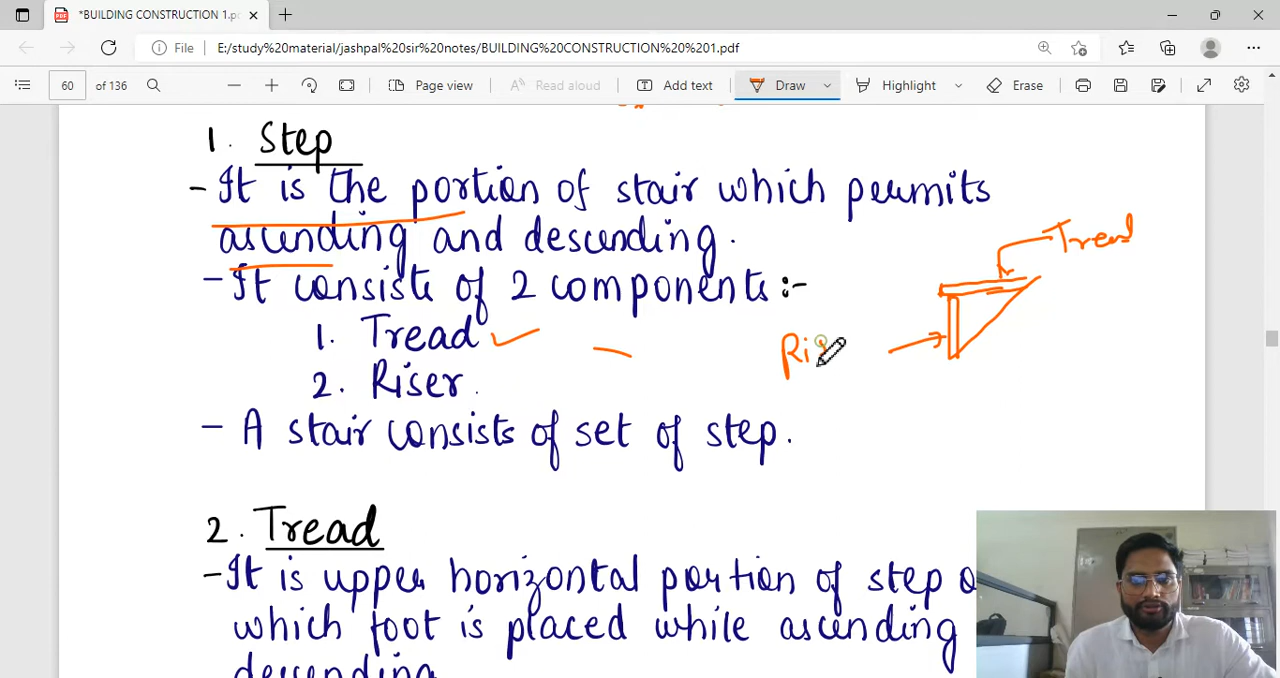 *BUILDING CONSTRUCTION 1.p
File E:/study%20material/jashpal%20sir%20notes/BUILDING%20CONSTRUCTION%20%201.pdf
60 of 136 Page view Read aloud Add text Draw Highlight Erase
1. Step
- It is the portion of stair which permits
ascending and descending.
Tread
- It consists of 2 components :-
1. Tread
Ris
2. Riser.
- A stair consists of set of step.
2. Tread
- It is upper horizontal portion of step o
which foot is placed while ascending
descending